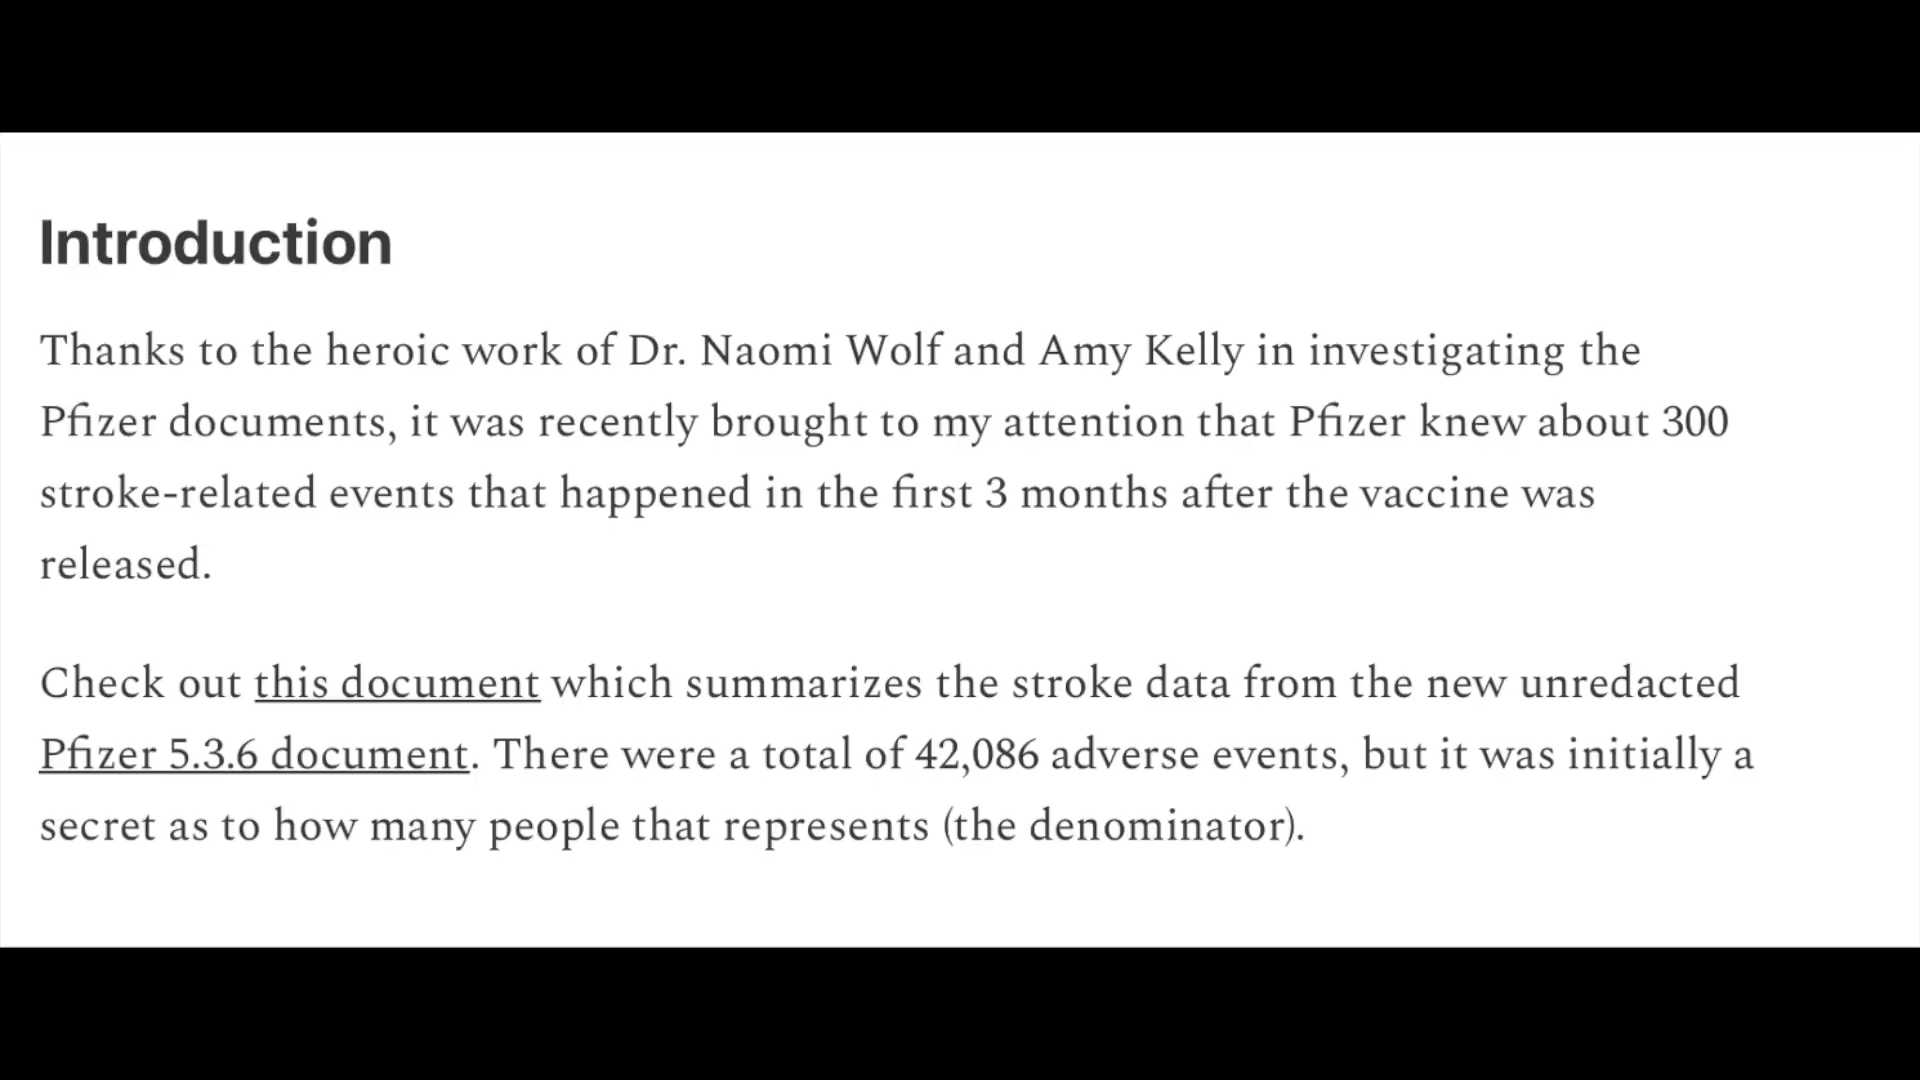 Introduction
Thanks to the heroic work of Dr. Naomi Wolf and Amy Kelly in investigating the
Pfizer documents, it was recently brought to my attention that Pfizer knew about 300
stroke-related events that happened in the first 3 months after the vaccine was
released.
Check out this document which summarizes the stroke data from the new unredacted
Pfizer 5.3.6 document. There were a total of 42,086 adverse events, but it was initially a
secret as to how many people that represents (the denominator).